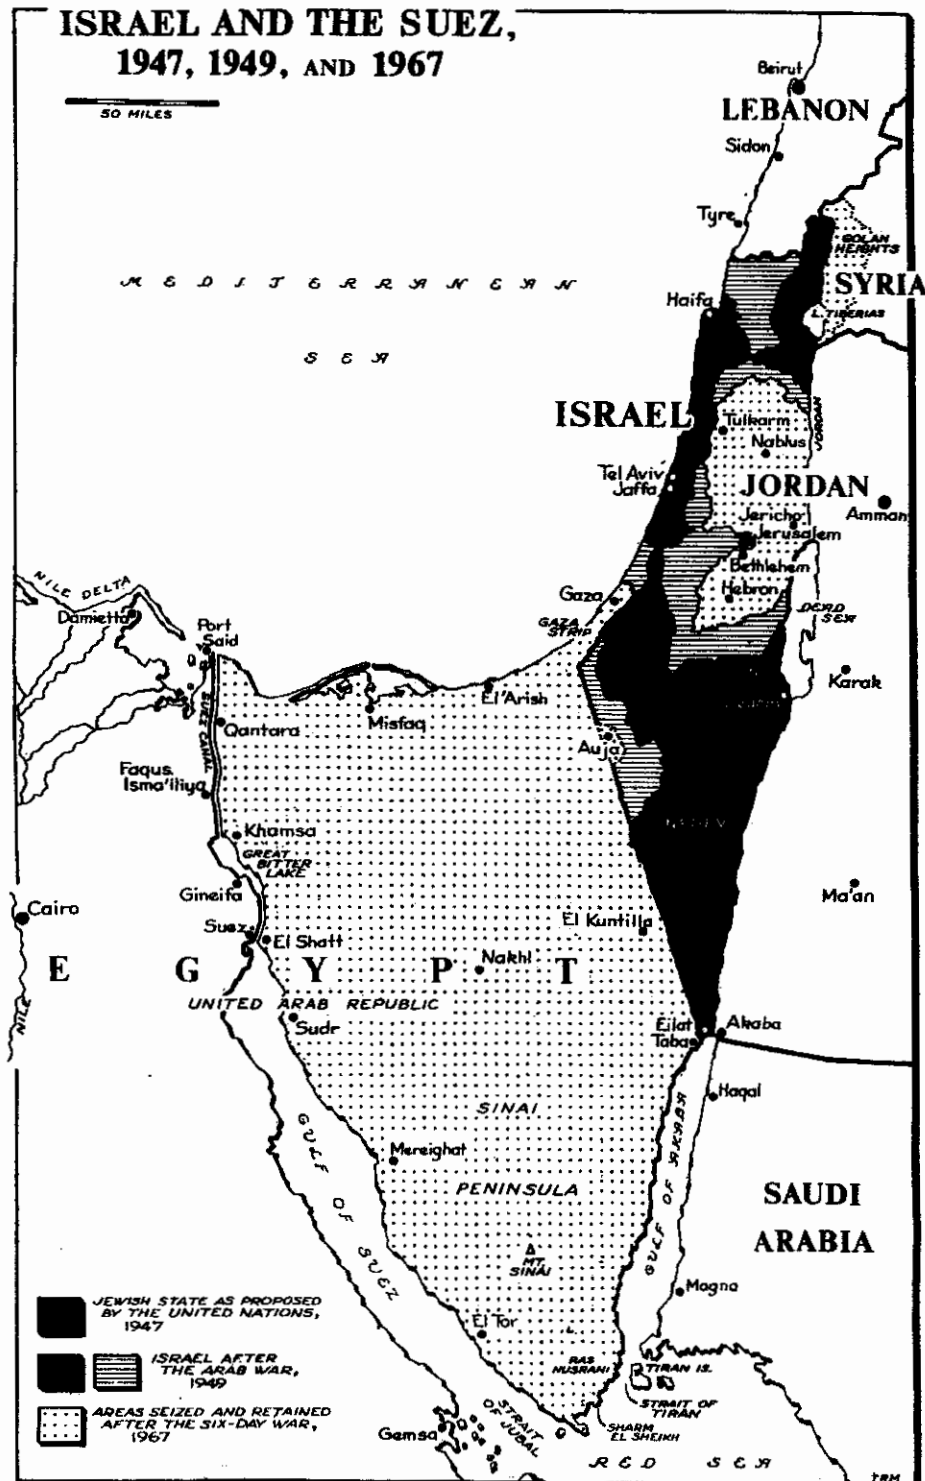 ISRAEL AND THE SUEZ,
1947, 1949, AND 1967
50 MILES
Beirut
LEBANON
Sidon
Tyre
GOLAN
HEIGHTS
SYRIA
MEDITERRANEAN
SEA
Haifa
L. TIBERIAS
ISRAEL
JORDAN
Tulkarm
Nablus
Tel Aviv
Jaffa
JORDAN
Amman
Jericho
Jerusalem
Bethlehem
Hebron
DEAD
SEA
NILE DELTA
Damietta
Port
Said
Gaza
GAZA
STRIP
Karak
El'Arish
Misfaq
SUEZ CANAL
Qantara
Auja
Faqus
Isma'iliya
NEGEV
Khamsa
GREAT
BITTER
LAKE
Gineifa
Ma'an
Cairo
Suez
El Shatt
El Kuntilla
Nakhl
EGYPT
UNITED ARAB REPUBLIC
NILE
Sudr
Eilat
Taba
Akaba
Haqal
SINAI
PENINSULA
GULF OF SUEZ
GULF OF AKABA
Mereighat
SAUDI
ARABIA
MT.
SINAI
Magna
El Tor
RAS
NUSRANI
TIRAN IS.
STRAIT OF
TIRAN
SHARM
EL SHEIKH
STRAIT
OF JUBAL
Gemsa
RED SEA
JEWISH STATE AS PROPOSED
BY THE UNITED NATIONS,
1947
ISRAEL AFTER
THE ARAB WAR,
1949
AREAS SEIZED AND RETAINED
AFTER THE SIX-DAY WAR,
1967
TRM